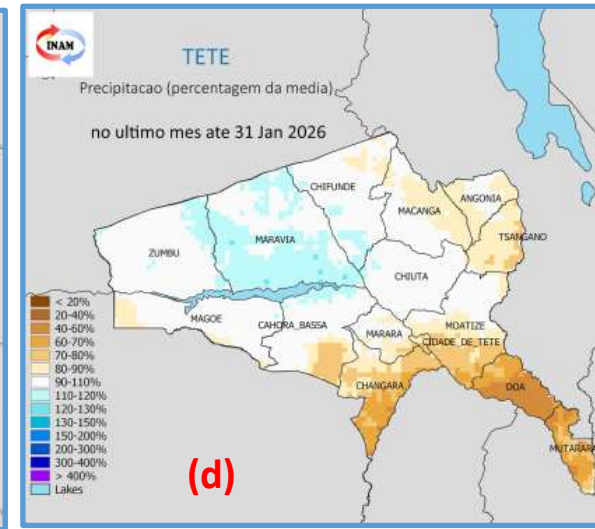 INAM
TETE
Precipitacao (percentagem da media)
no ultimo mes ate 31 Jan 2026
CHIFUNDE
MACANGA
ANGONIA
TSANGANO
ZUMBU
MARAVIA
CHIUTA
MAGOE
CAHORA_BASSA
MARARA
MOATIZE
CIDADE_DE_TETE
CHANGARA
DOA
MUTARARA
< 20%
20-40%
40-60%
60-70%
70-80%
80-90%
90-110%
110-120%
120-130%
130-150%
150-200%
200-300%
300-400%
> 400%
Lakes
(d)